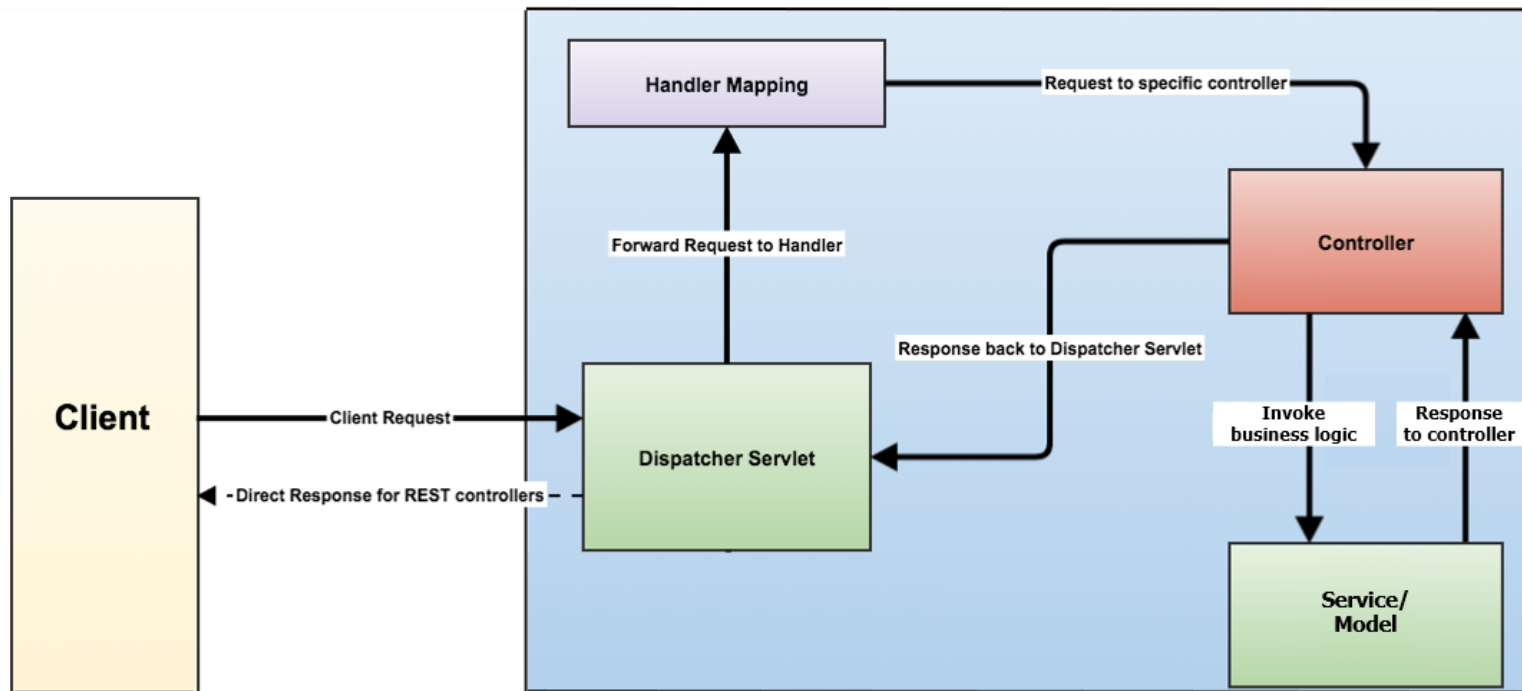 Handler Mapping
Request to specific controller
Forward Request to Handler
Controller
Response back to Dispatcher Servlet
Client
Client Request
Invoke
business logic
Response
to controller
Dispatcher Servlet
Direct Response for REST controllers
Service/
Model